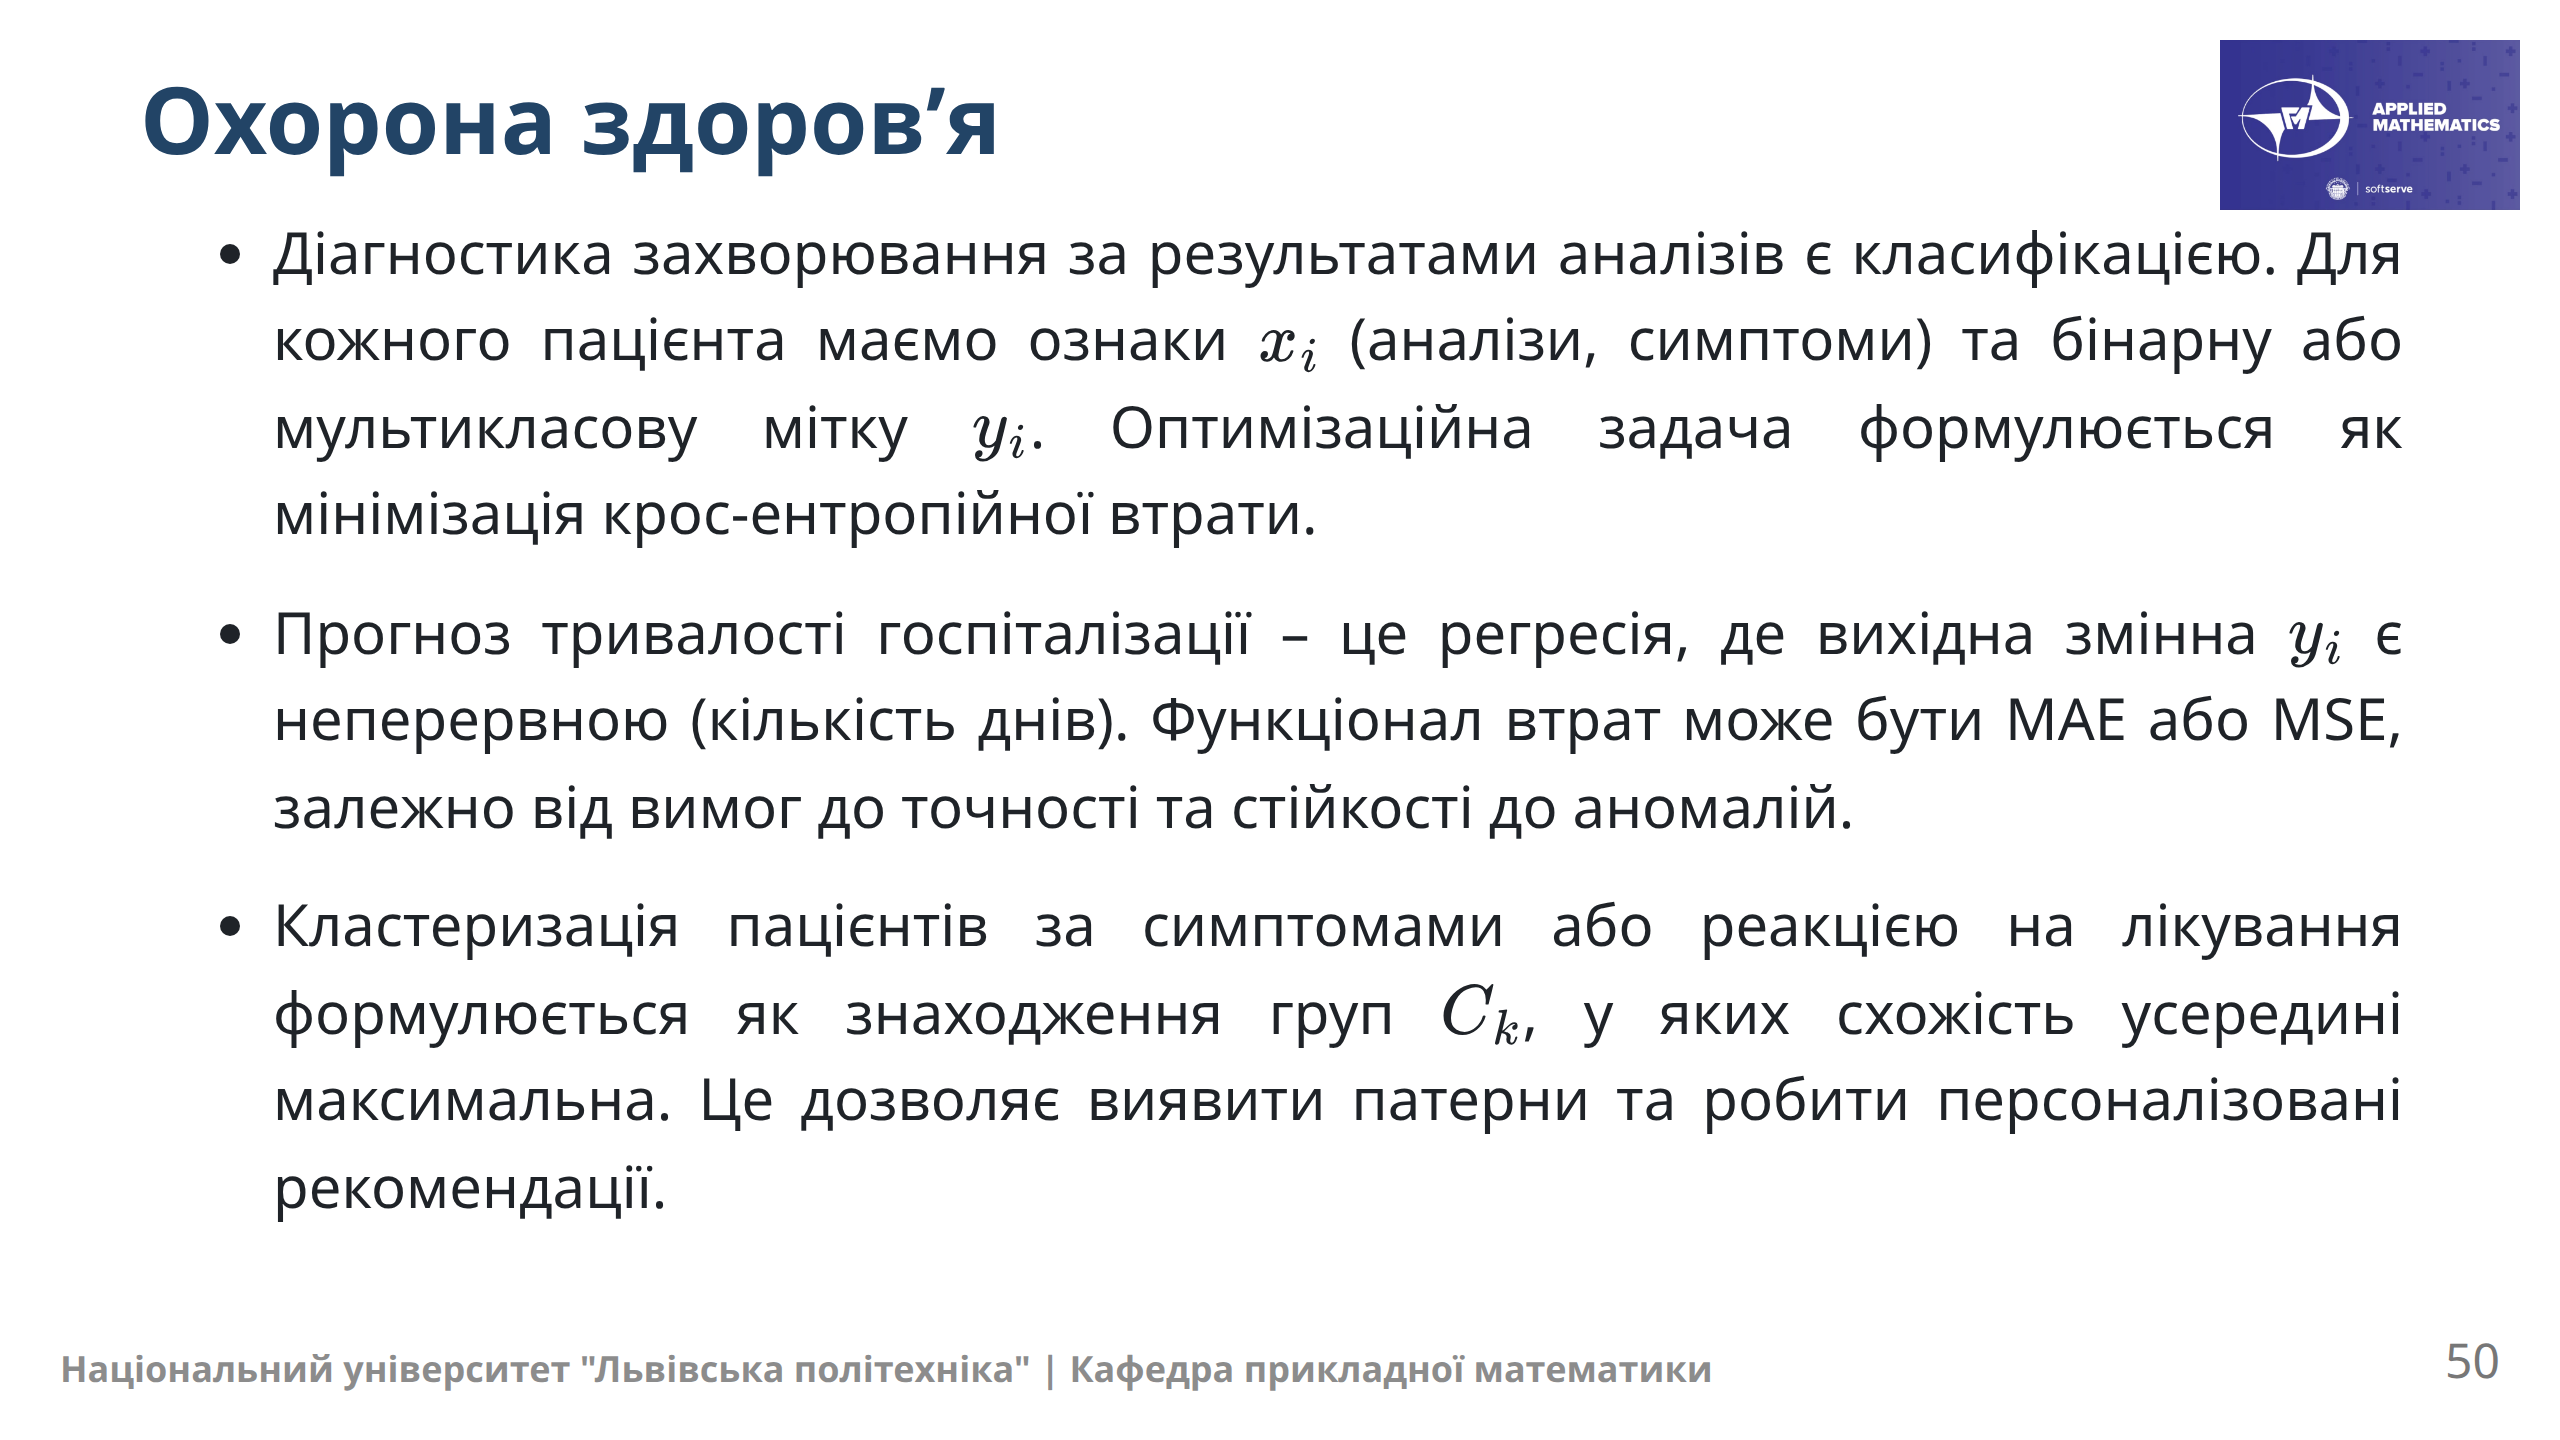 Охорона здоров’я
APPLIED
MATHEMATICS
softserve
• Діагностика захворювання за результатами аналізів є класифікацією. Для
кожного пацієнта маємо ознаки $x_i$ (аналізи, симптоми) та бінарну або
мультикласову мітку $y_i$. Оптимізаційна задача формулюється як
мінімізація крос-ентропійної втрати.
• Прогноз тривалості госпіталізації – це регресія, де вихідна змінна $y_i$ є
неперервною (кількість днів). Функціонал втрат може бути MAE або MSE,
залежно від вимог до точності та стійкості до аномалій.
• Кластеризація пацієнтів за симптомами або реакцією на лікування
формулюється як знаходження груп $C_k$, у яких схожість усередині
максимальна. Це дозволяє виявити патерни та робити персоналізовані
рекомендації.
Національний університет "Львівська політехніка" | Кафедра прикладної математики
50